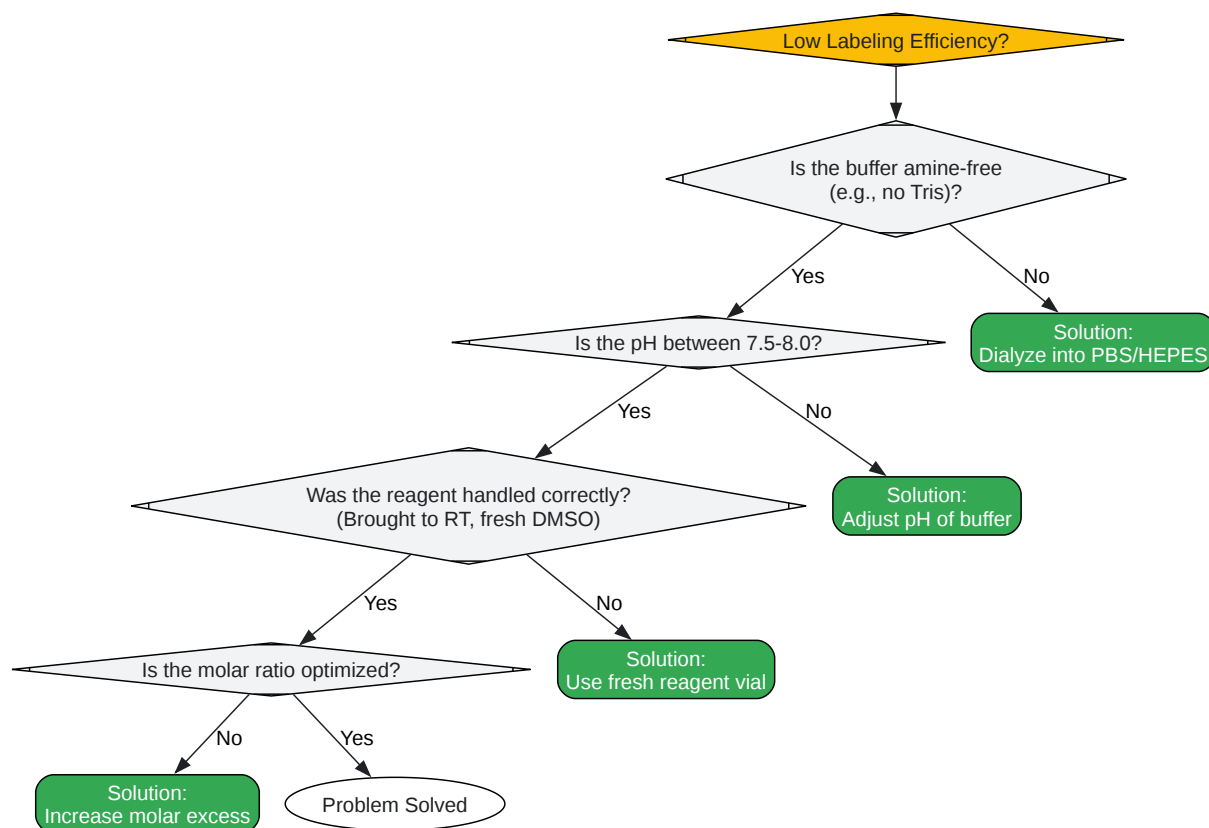 Low Labeling Efficiency?
Is the buffer amine-free
(e.g., no Tris)?
Yes
No
Is the pH between 7.5-8.0?
Solution:
Dialyze into PBS/HEPES
Yes
No
Was the reagent handled correctly?
(Brought to RT, fresh DMSO)
Solution:
Adjust pH of buffer
Yes
No
Is the molar ratio optimized?
Solution:
Use fresh reagent vial
No
Yes
Solution:
Increase molar excess
Problem Solved